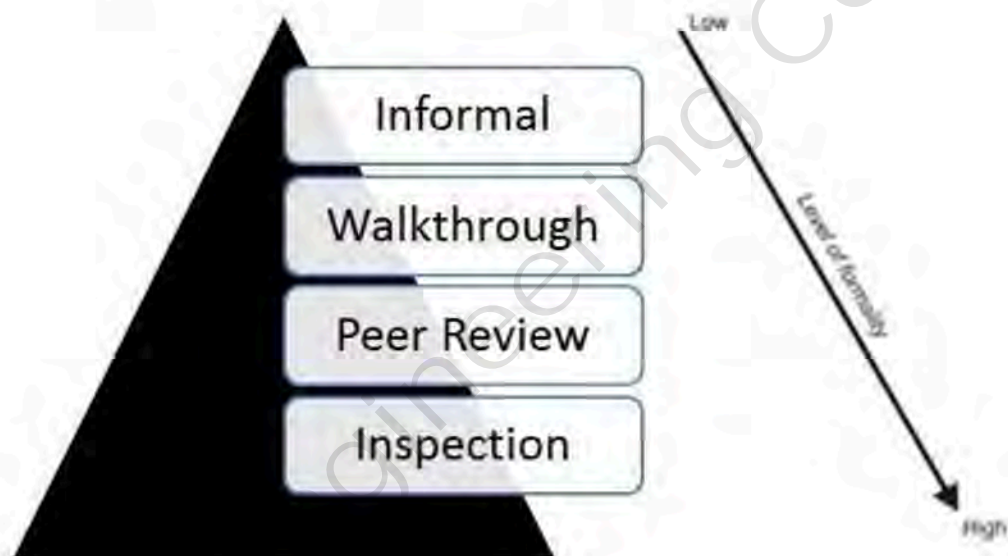 Low
Informal
Walkthrough
Level of formality
Peer Review
Inspection
High